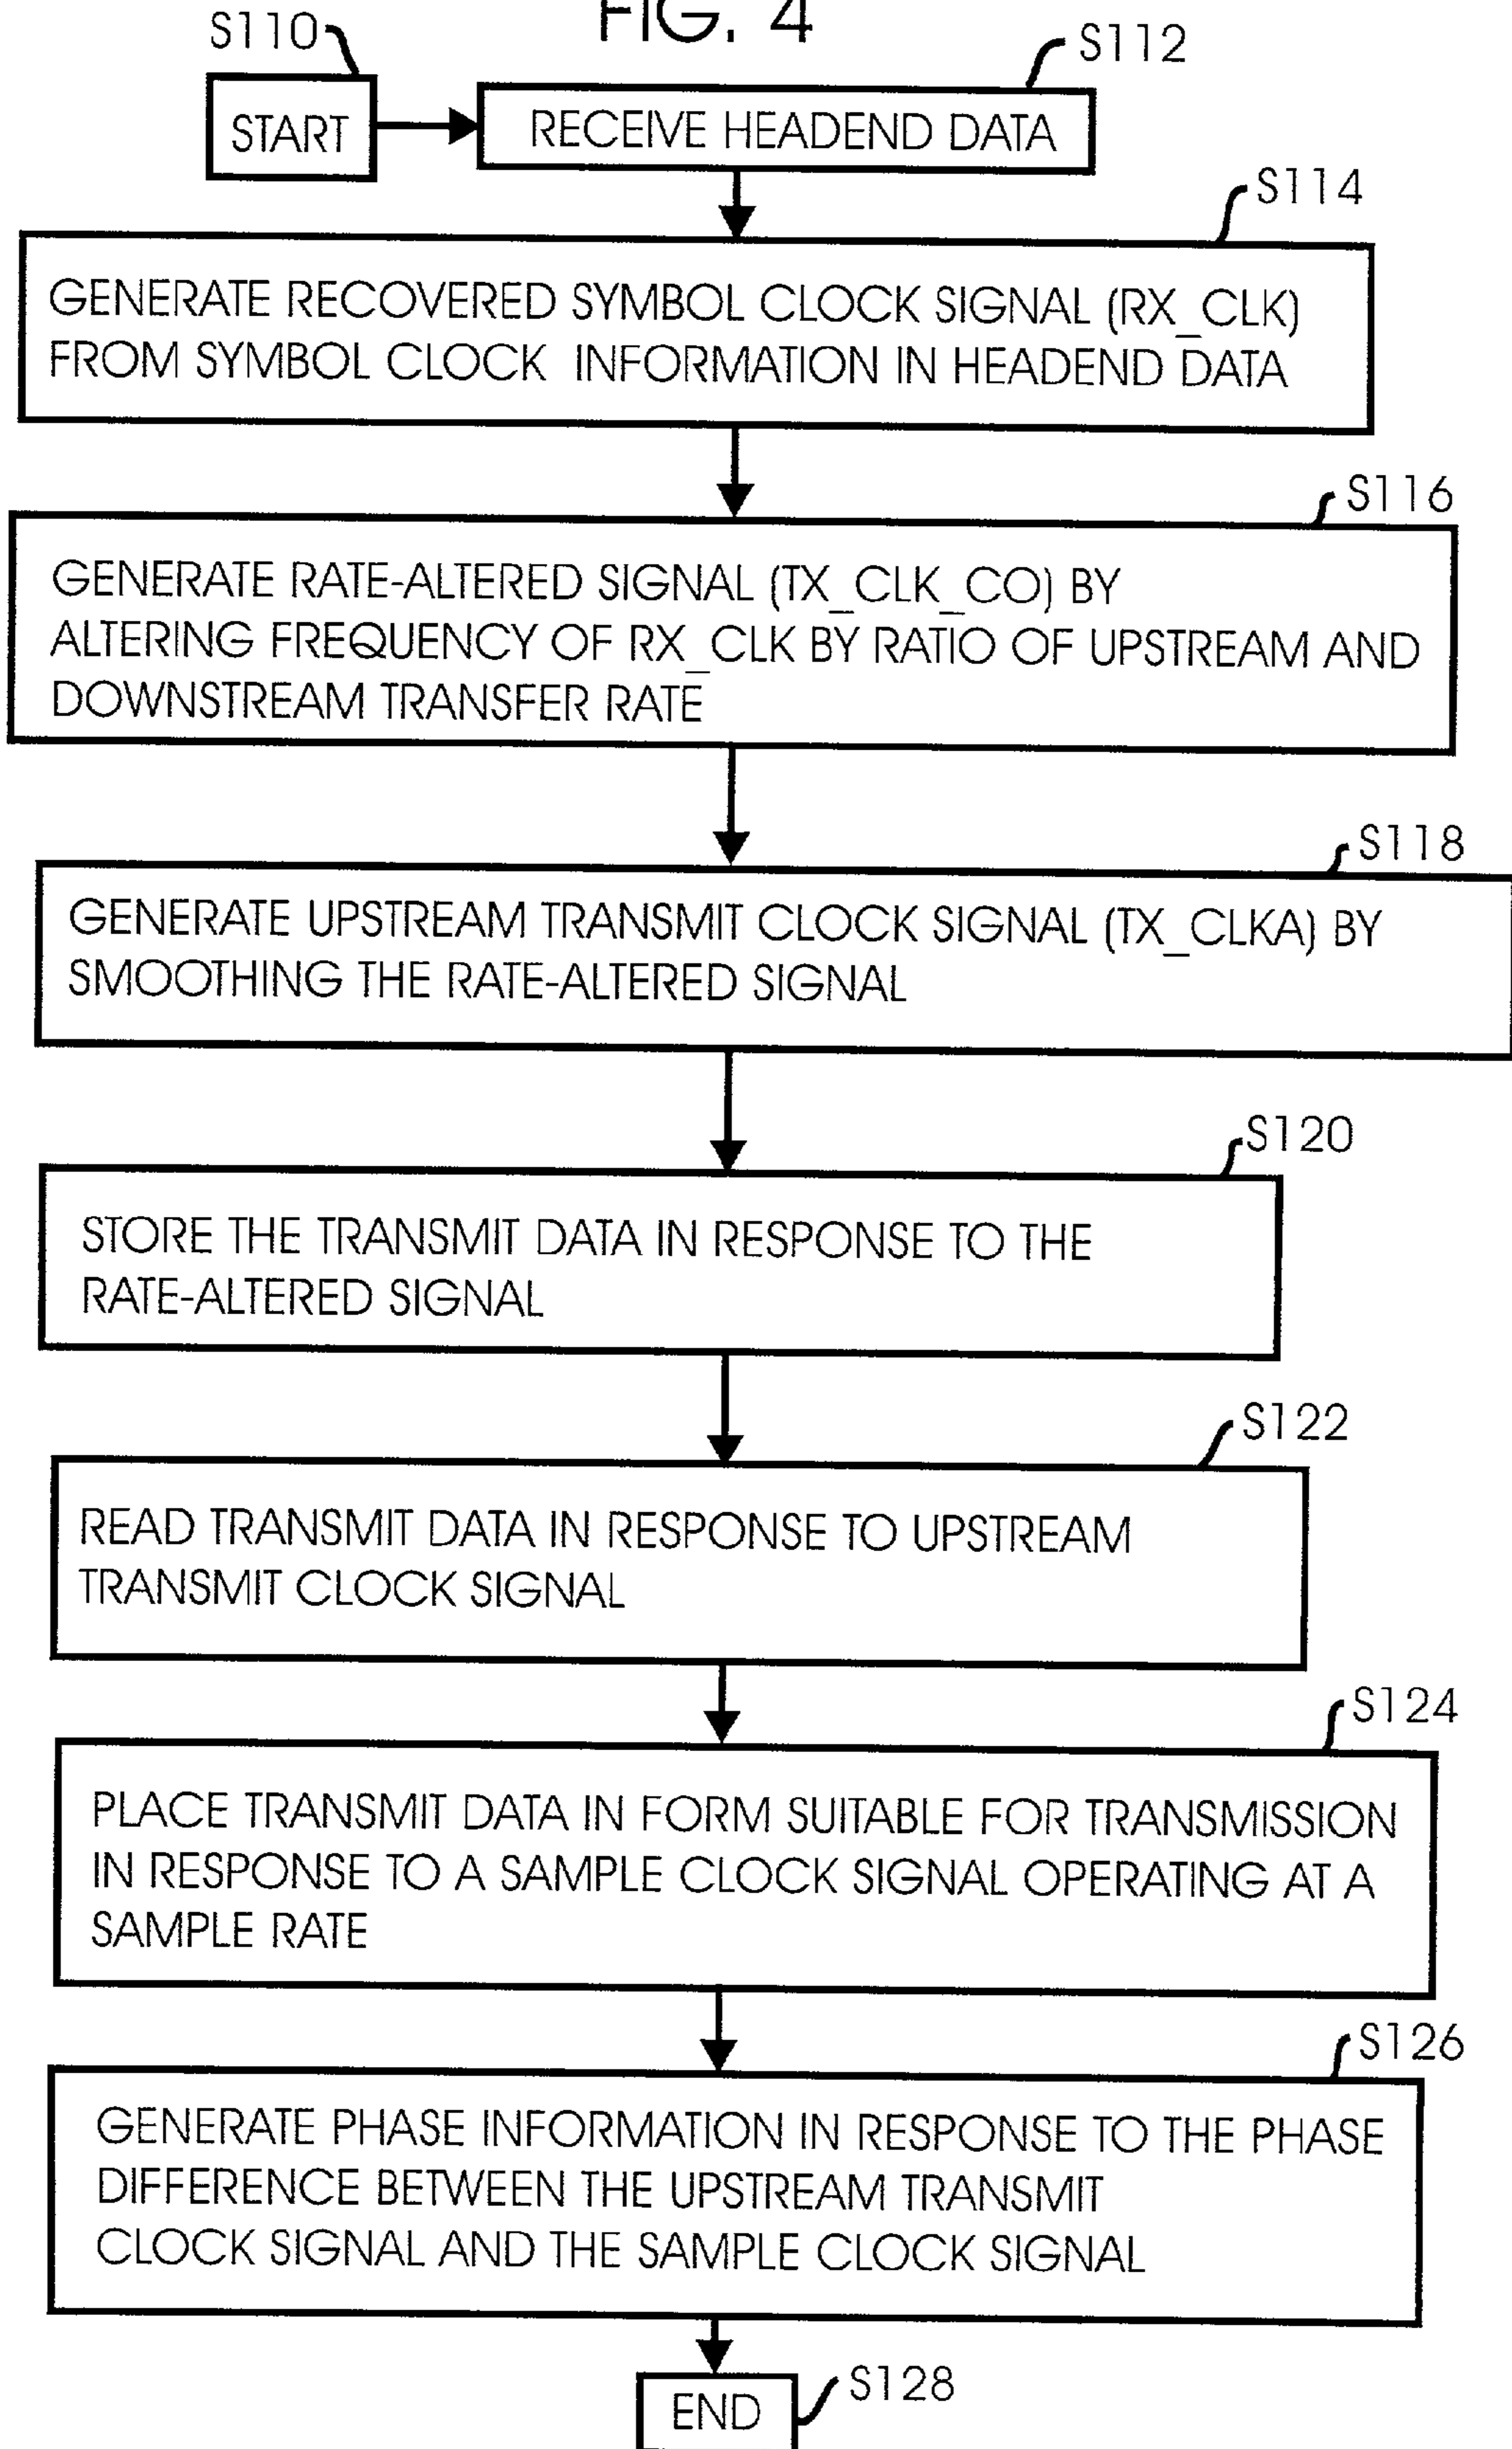 FIG. 4
S110
S112
START
RECEIVE HEADEND DATA
S114
GENERATE RECOVERED SYMBOL CLOCK SIGNAL (RX_CLK)
FROM SYMBOL CLOCK INFORMATION IN HEADEND DATA
S116
GENERATE RATE-ALTERED SIGNAL (TX_CLK_CO) BY
ALTERING FREQUENCY OF RX_CLK BY RATIO OF UPSTREAM AND
DOWNSTREAM TRANSFER RATE
S118
GENERATE UPSTREAM TRANSMIT CLOCK SIGNAL (TX_CLKA) BY
SMOOTHING THE RATE-ALTERED SIGNAL
S120
STORE THE TRANSMIT DATA IN RESPONSE TO THE
RATE-ALTERED SIGNAL
S122
READ TRANSMIT DATA IN RESPONSE TO UPSTREAM
TRANSMIT CLOCK SIGNAL
S124
PLACE TRANSMIT DATA IN FORM SUITABLE FOR TRANSMISSION
IN RESPONSE TO A SAMPLE CLOCK SIGNAL OPERATING AT A
SAMPLE RATE
S126
GENERATE PHASE INFORMATION IN RESPONSE TO THE PHASE
DIFFERENCE BETWEEN THE UPSTREAM TRANSMIT
CLOCK SIGNAL AND THE SAMPLE CLOCK SIGNAL
S128
END